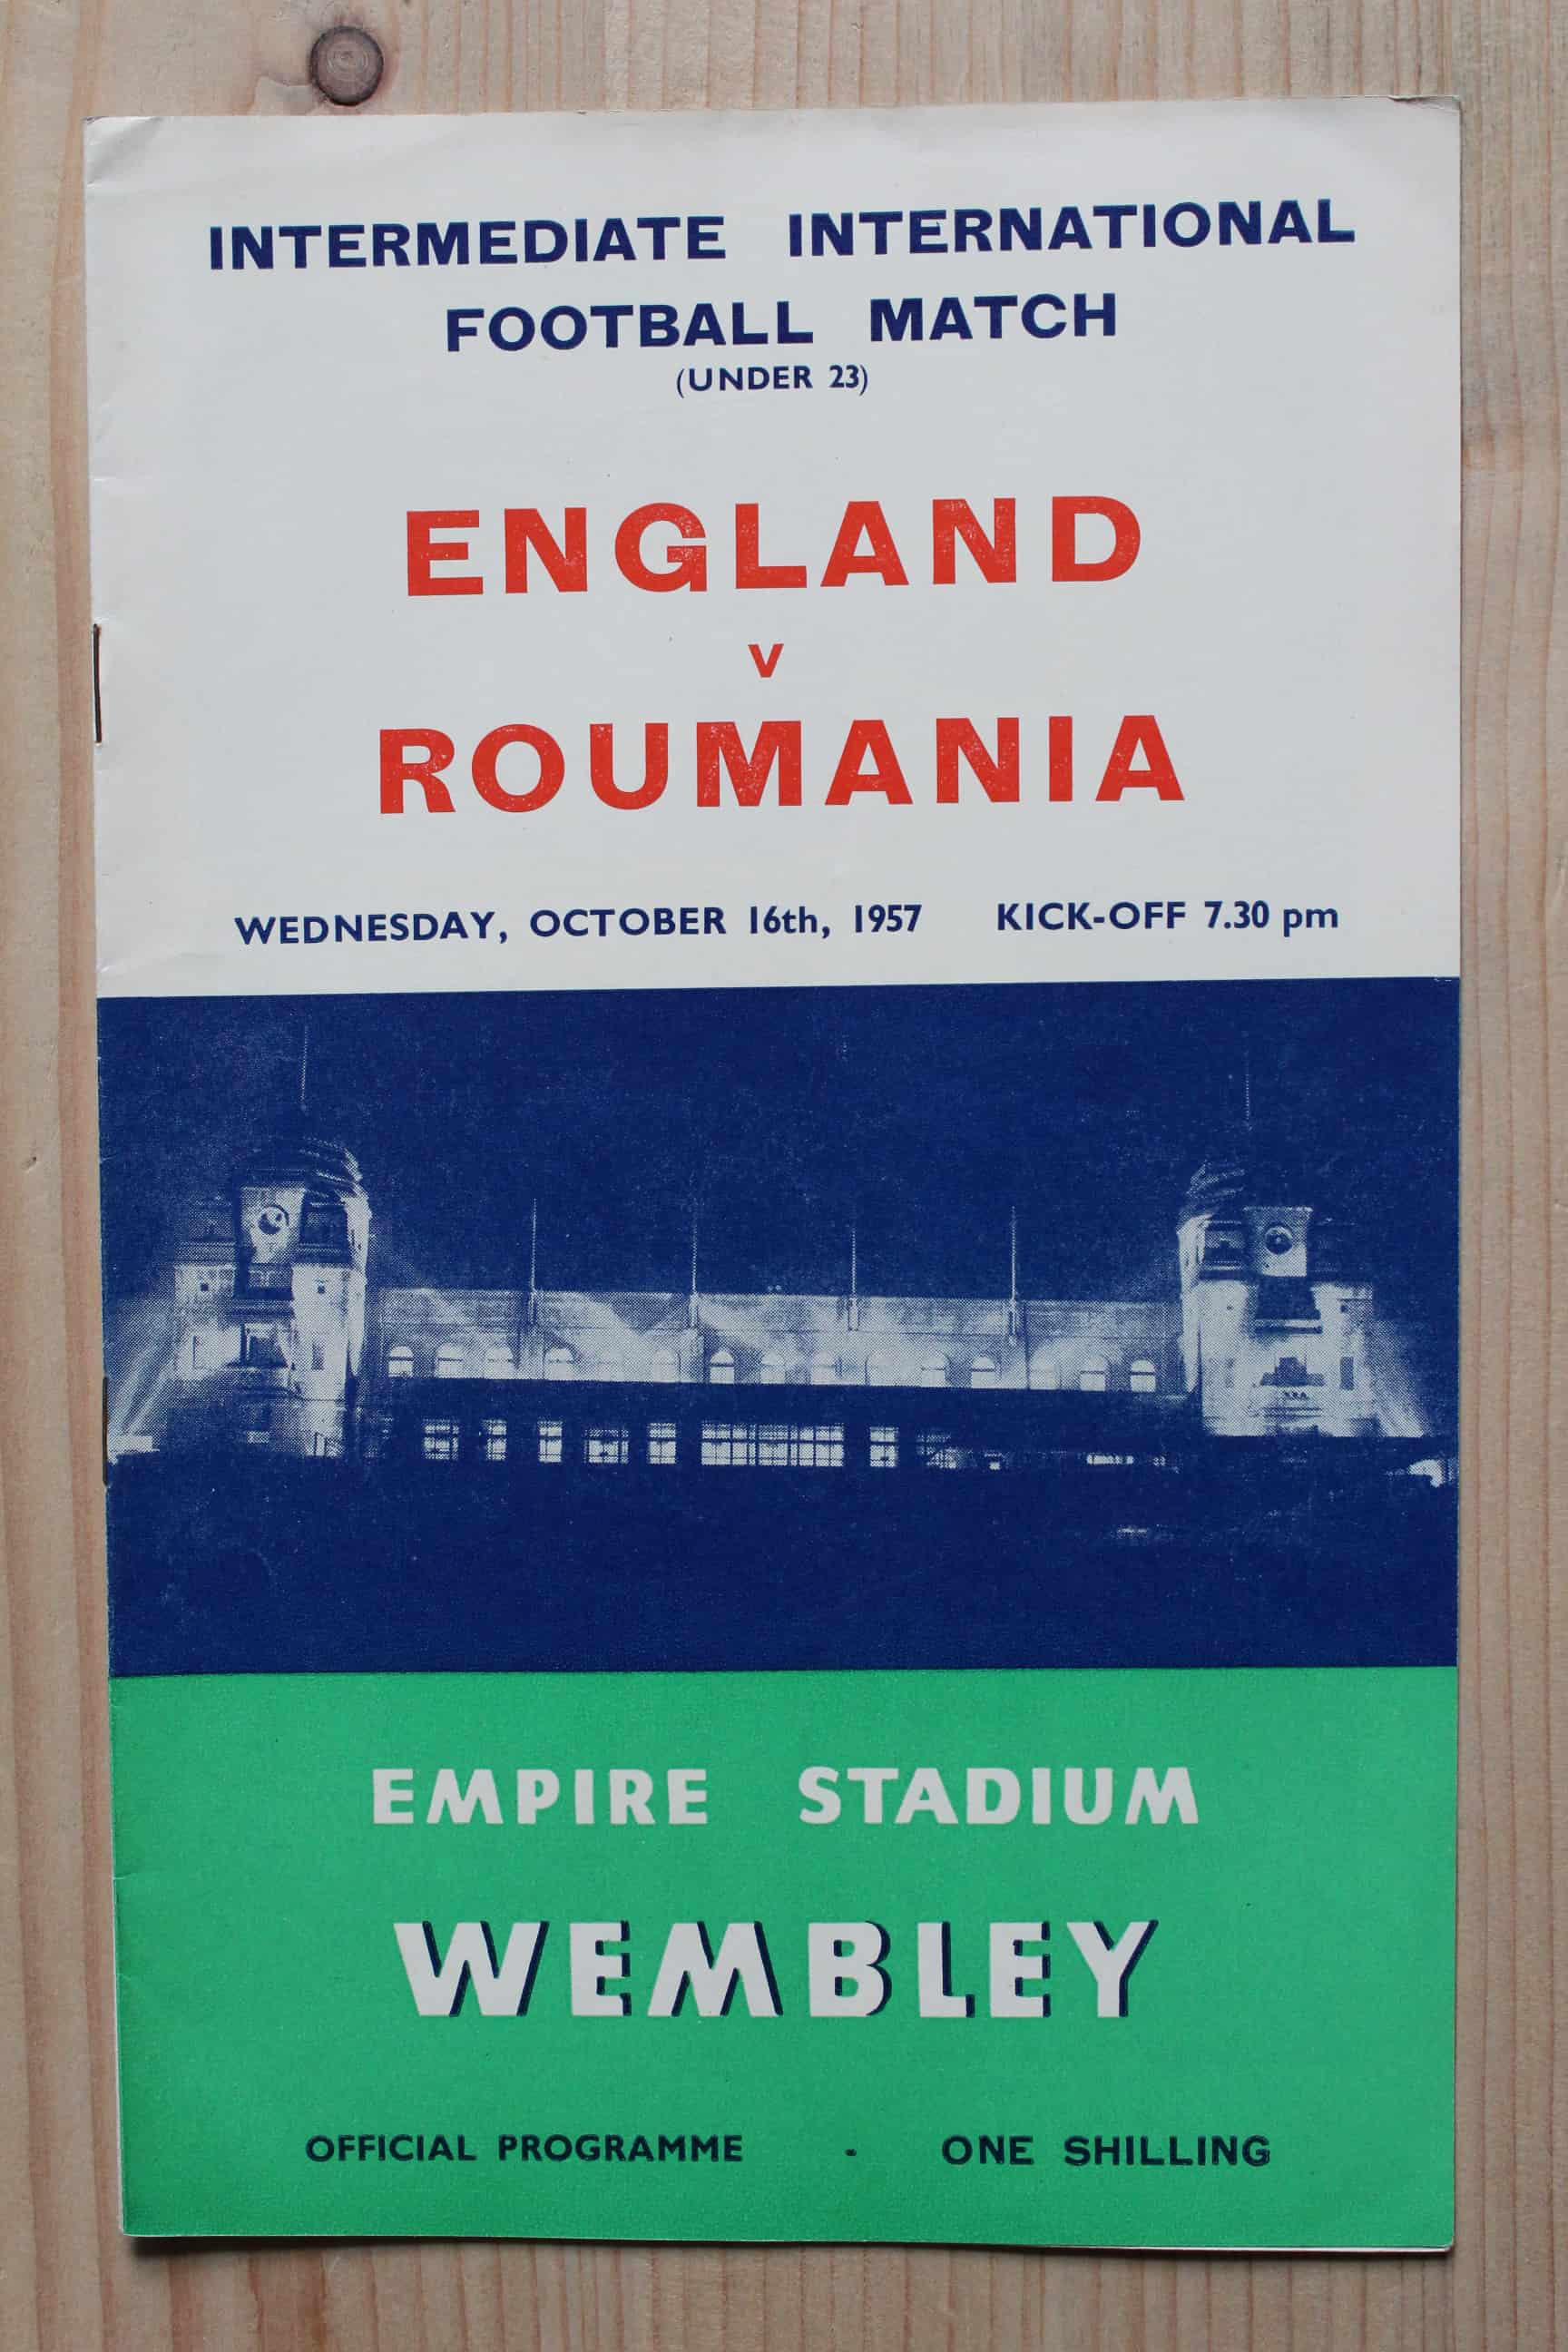 INTERMEDIATE INTERNATIONAL
FOOTBALL MATCH
(UNDER 23)
ENGLAND
v
ROUMANIA
WEDNESDAY, OCTOBER 16th, 1957 KICK-OFF 7.30 pm
EMPIRE STADIUM
WEMBLEY
OFFICIAL PROGRAMME - ONE SHILLING